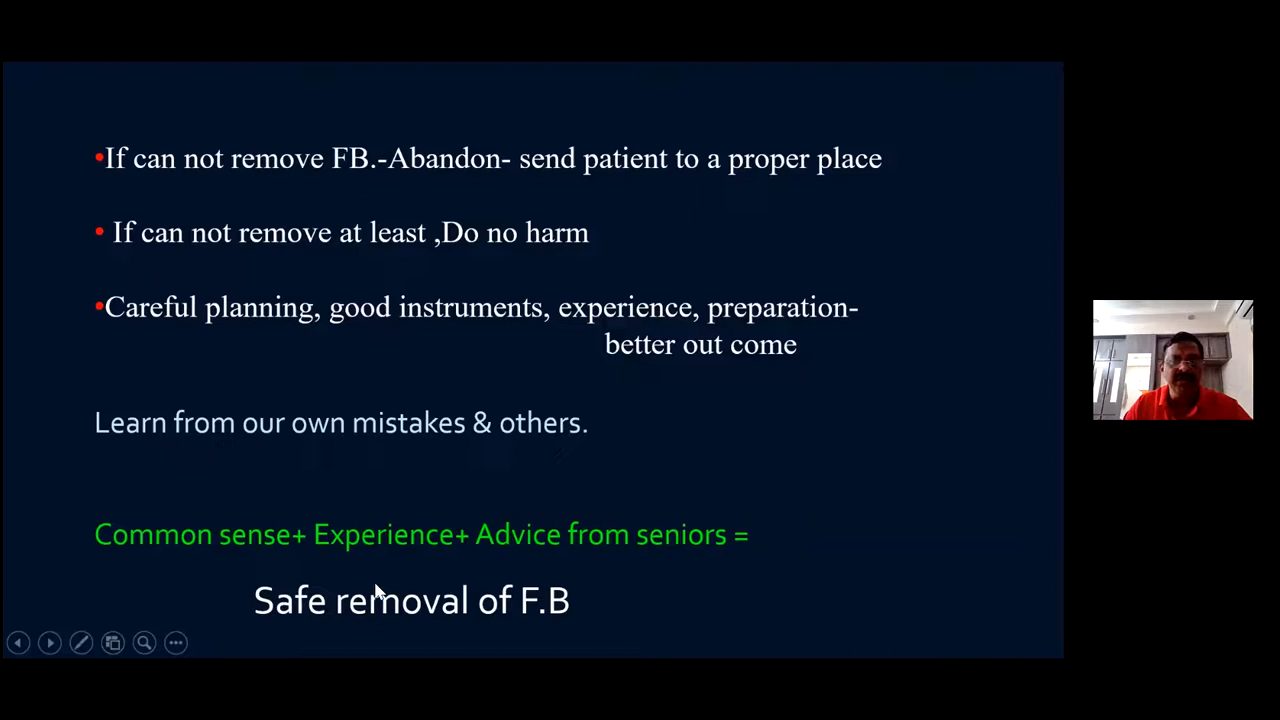 •If can not remove FB.-Abandon- send patient to a proper place
• If can not remove at least ,Do no harm
•Careful planning, good instruments, experience, preparation-
better out come
Learn from our own mistakes & others.
Common sense+ Experience+ Advice from seniors =
Safe removal of F.B